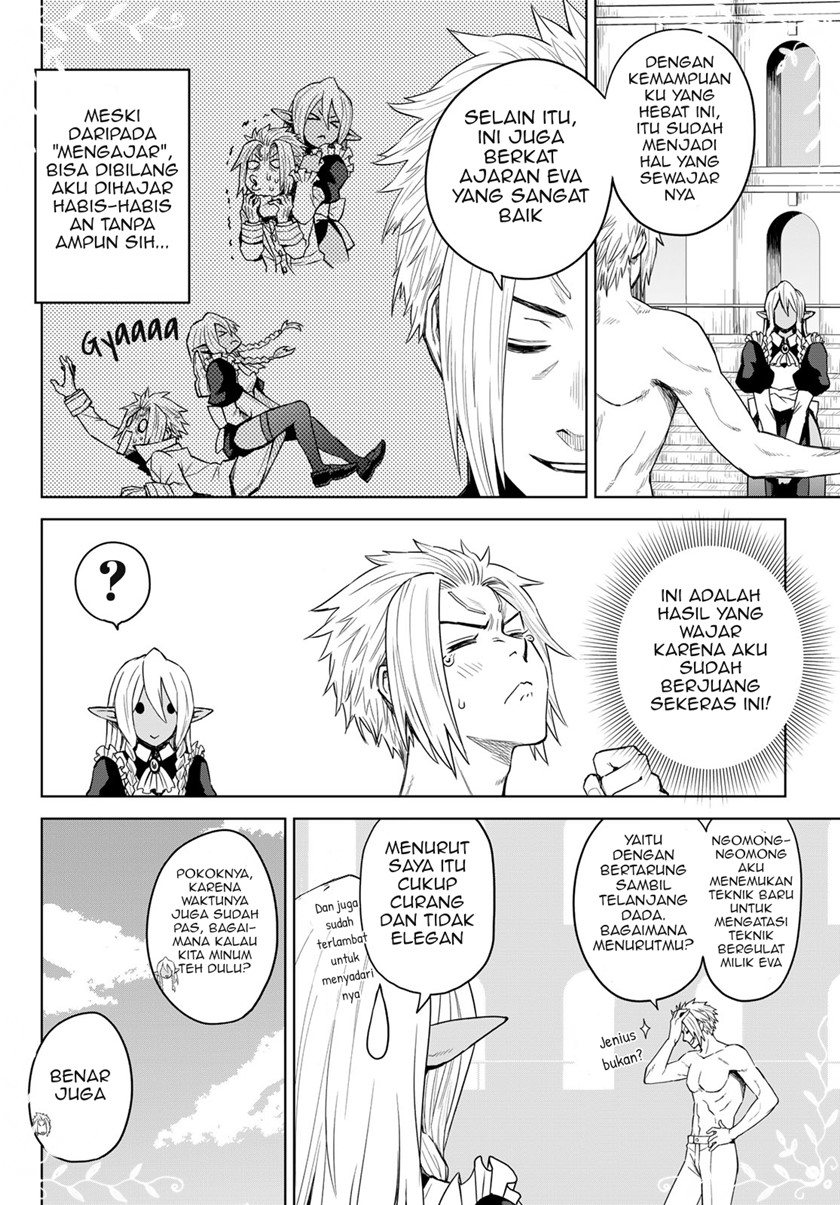 DENGAN
KEMAMPUAN
KU YANG
HEBAT INI,
ITU SUDAH
MENJADI
HAL YANG
SEWAJAR
NYA
SELAIN ITU,
INI JUGA
BERKAT
AJARAN EVA
YANG SANGAT
BAIK
MESKI
DARIPADA
"MENGAJAR",
BISA DIBILANG
AKU DIHAJAR
HABIS-HABIS
AN TANPA
AMPUN SIH...
Gyaaaa
INI ADALAH
HASIL YANG
WAJAR
KARENA AKU
SUDAH
BERJUANG
SEKERAS INI!
?
NGOMONG-
NGOMONG
AKU
MENEMUKAN
TEKNIK BARU
UNTUK
MENGATASI
TEKNIK
BERGULAT
MILIK EVA
YAITU
DENGAN
BERTARUNG
SAMBIL
TELANJANG
DADA.
BAGAIMANA
MENURUTMU?
Jenius
bukan?
MENURUT
SAYA ITU
CUKUP
CURANG
DAN TIDAK
ELEGAN
Dan juga
sudah
terlambat
untuk
menyadari
nya
POKOKNYA,
KARENA
WAKTUNYA
JUGA SUDAH
PAS, BAGAI-
MANA KALAU
KITA MINUM
TEH DULU?
BENAR
JUGA